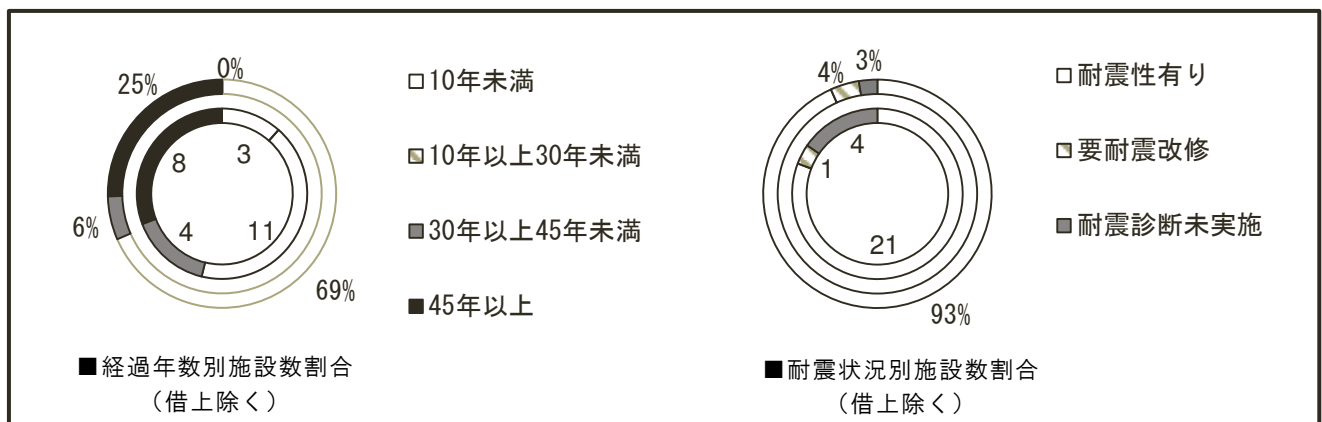 0%
25%
3
8
4
11
6%
69%
□10年未満
10年以上30年未満
■30年以上45年未満
■45年以上
■経過年数別施設数割合
（借上除く）
3%
4%
4
1
21
93%
□耐震性有り
要耐震改修
■耐震診断未実施
■耐震状況別施設数割合
（借上除く）